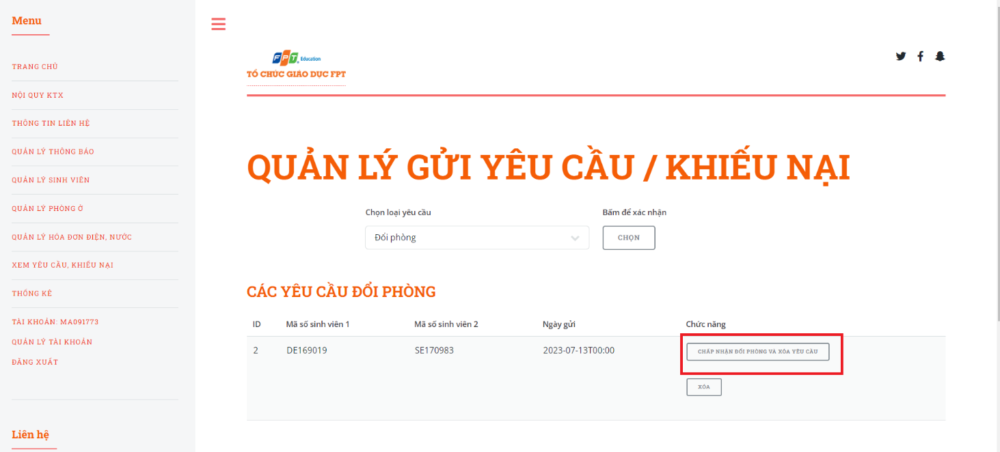 Menu
TRANG CHỦ
NỘI QUY KTX
THÔNG TIN LIÊN HỆ
QUẢN LÝ THÔNG BÁO
QUẢN LÝ SINH VIÊN
QUẢN LÝ PHÒNG Ở
QUẢN LÝ HÓA ĐƠN ĐIỆN, NƯỚC
XEM YÊU CẦU, KHIẾU NẠI
THỐNG KÊ
TÀI KHOẢN: MA091773
QUẢN LÝ TÀI KHOẢN
ĐĂNG XUẤT
Liên hệ
FPT Education
TỔ CHỨC GIÁO DỤC FPT
QUẢN LÝ GỬI YÊU CẦU / KHIẾU NẠI
Chọn loại yêu cầu Bấm để xác nhận
Đổi phòng CHỌN
CÁC YÊU CẦU ĐỔI PHÒNG
ID Mã số sinh viên 1 Mã số sinh viên 2 Ngày gửi Chức năng
2 DE169019 SE170983 2023-07-13T00:00 CHẤP NHẬN ĐỔI PHÒNG VÀ XÓA YÊU CẦU
XÓA